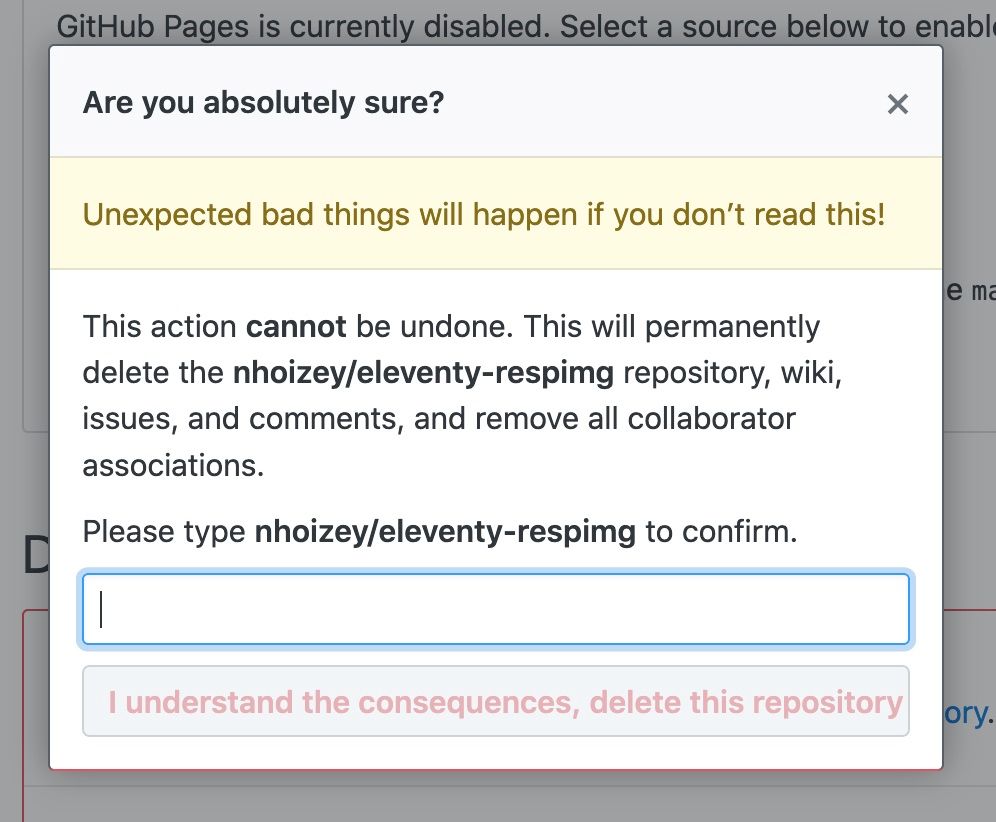 GitHub Pages is currently disabled. Select a source below to
Are you absolutely sure?
Unexpected bad things will happen if you don’t read this!
This action cannot be undone. This will permanently
delete the nhoizey/eleventy-respimg repository, wiki,
issues, and comments, and remove all collaborator
associations.
Please type nhoizey/eleventy-respimg to confirm.
I understand the consequences, delete this repository